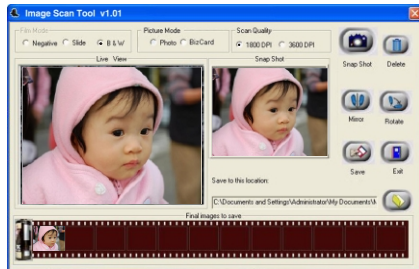 Image Scan Tool v1.01
Film Mode
Negative Slide B & W
Picture Mode
Photo BizCard
Scan Quality
1800 DPI 3600 DPI
Live View
Snap Shot
Snap Shot Delete
Mirror Rotate
Save Exit
Save to this location:
C:\Documents and Settings\Administrator\My Documents\
Final images to save